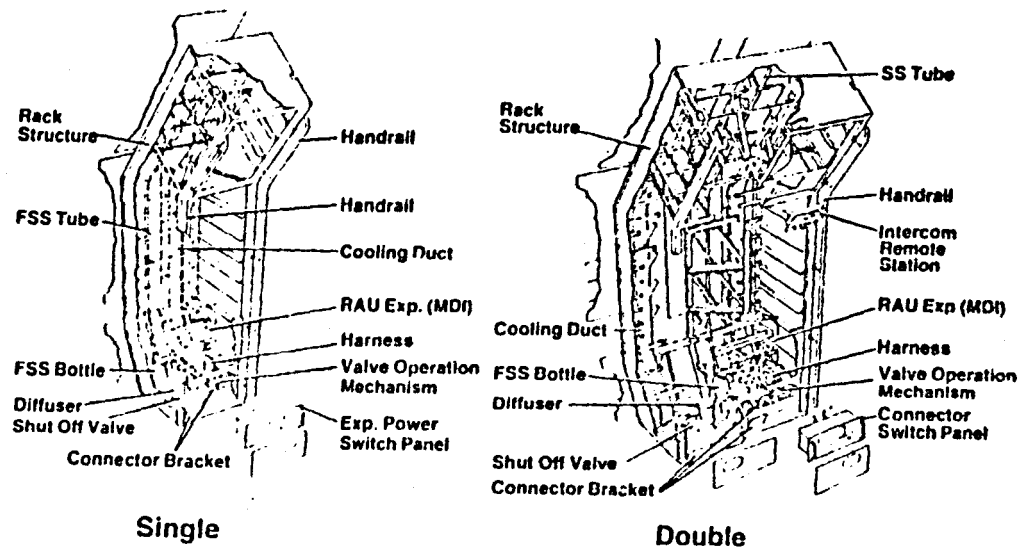 Rack
Structure
Handrail
FSS Tube
Handrail
Cooling Duct
RAU Exp. (MDI)
Harness
FSS Bottle
Valve Operation
Mechanism
Diffuser
Shut Off Valve
Exp. Power
Switch Panel
Connector Bracket
Single
SS Tube
Rack
Structure
Handrail
Intercom
Remote
Station
RAU Exp (MDI)
Cooling Duct
Harness
FSS Bottle
Valve Operation
Mechanism
Diffuser
Connector
Switch Panel
Shut Off Valve
Connector Bracket
Double